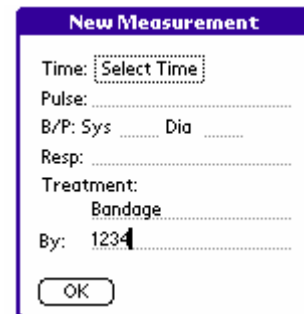 New Measurement
Time: Select Time
Pulse:
B/P: Sys Dia
Resp:
Treatment:
Bandage
By: 1234
OK